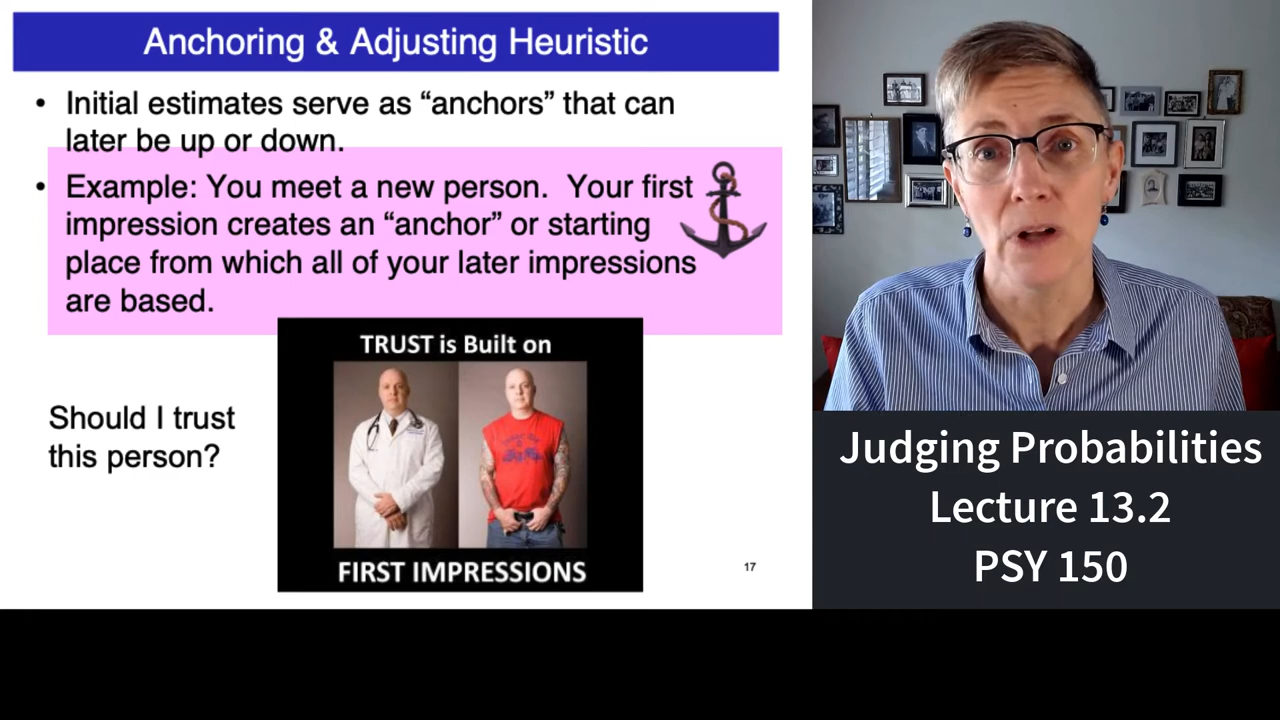 Anchoring & Adjusting Heuristic
• Initial estimates serve as “anchors” that can
later be up or down.
• Example: You meet a new person.  Your first
impression creates an “anchor” or starting
place from which all of your later impressions
are based.
TRUST is Built on
Should I trust
this person?
FIRST IMPRESSIONS
17
Judging Probabilities
Lecture 13.2
PSY 150